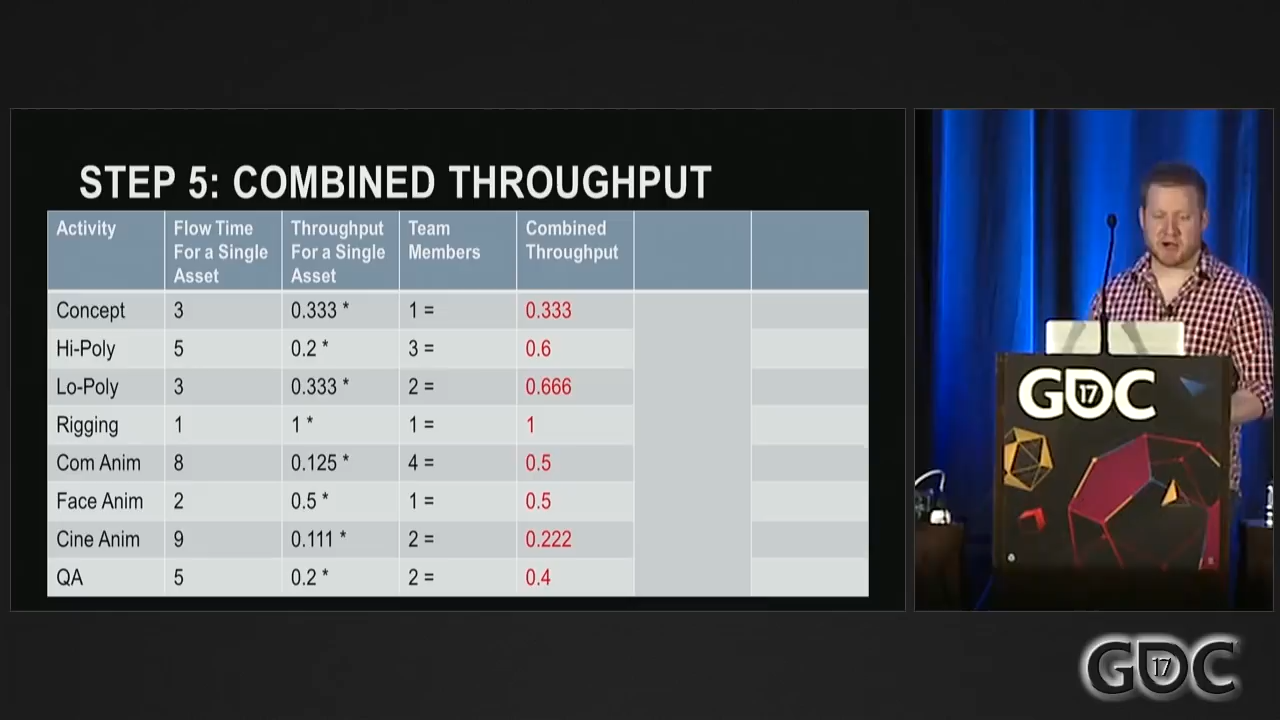 STEP 5: COMBINED THROUGHPUT
Activity
Flow Time
For a Single
Asset
Throughput
For a Single
Asset
Team
Members
Combined
Throughput
Concept 3 0.333 * 1 = 0.333
Hi-Poly 5 0.2 * 3 = 0.6
Lo-Poly 3 0.333 * 2 = 0.666
Rigging 1 1 * 1 = 1
Com Anim 8 0.125 * 4 = 0.5
Face Anim 2 0.5 * 1 = 0.5
Cine Anim 9 0.111 * 2 = 0.222
QA 5 0.2 * 2 = 0.4
GDC 17
GDC 17